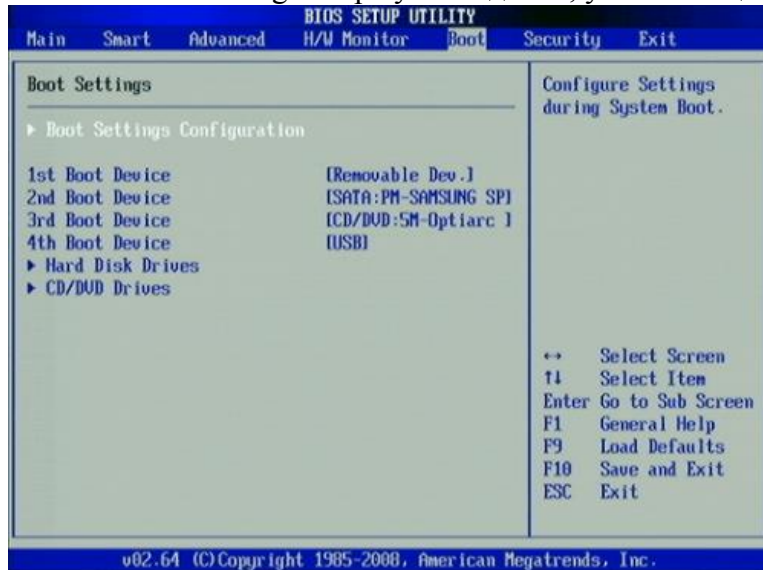 BIOS SETUP UTILITY
Main Smart Advanced H/W Monitor Boot Security Exit
Boot Settings
▶ Boot Settings Configuration
1st Boot Device [Removable Dev.]
2nd Boot Device [SATA:PM-SAMSUNG SP]
3rd Boot Device [CD/DVD:5M-Optiarc ]
4th Boot Device [USB]
▶ Hard Disk Drives
▶ CD/DVD Drives
Configure Settings
during System Boot.
↔ Select Screen
↑↓ Select Item
Enter Go to Sub Screen
F1 General Help
F9 Load Defaults
F10 Save and Exit
ESC Exit
v02.64 (C)Copyright 1985-2008, American Megatrends, Inc.